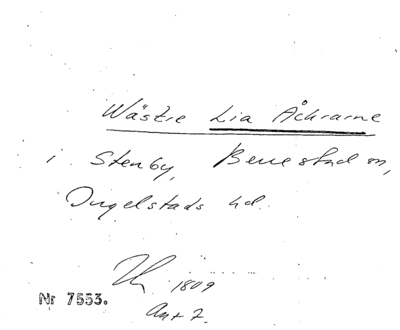 Wästre Lia Åkrarne
i Stenby, Benestad sn,
Ingelstads hd.
1809
Nr 7553.
Akt 7.